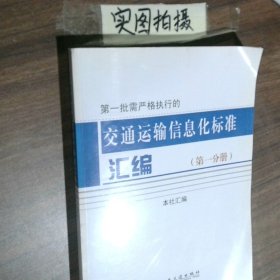 实图拍摄
第一批需严格执行的
交通运输信息化标准
汇编
(第一分册)
本社汇编